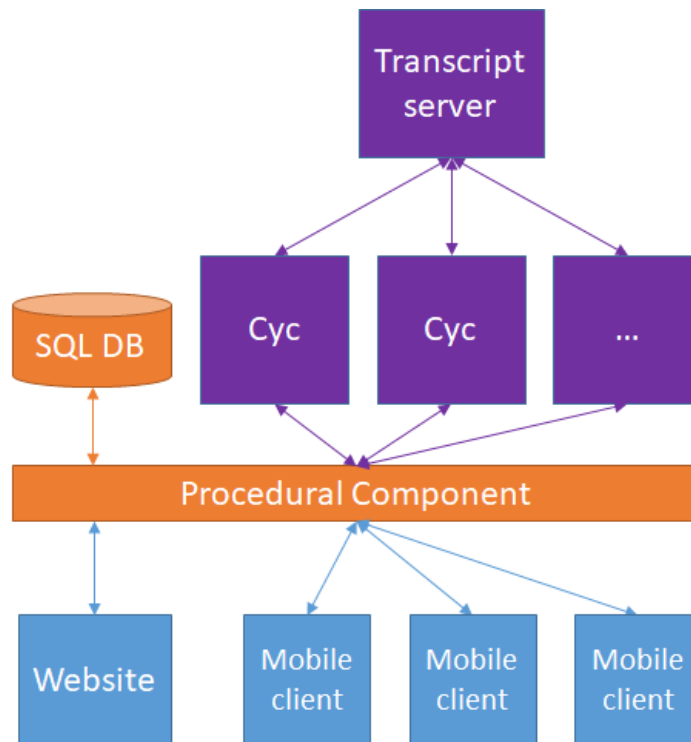 Transcript
server
Cyc
Cyc
...
SQL DB
Procedural Component
Website
Mobile
client
Mobile
client
Mobile
client